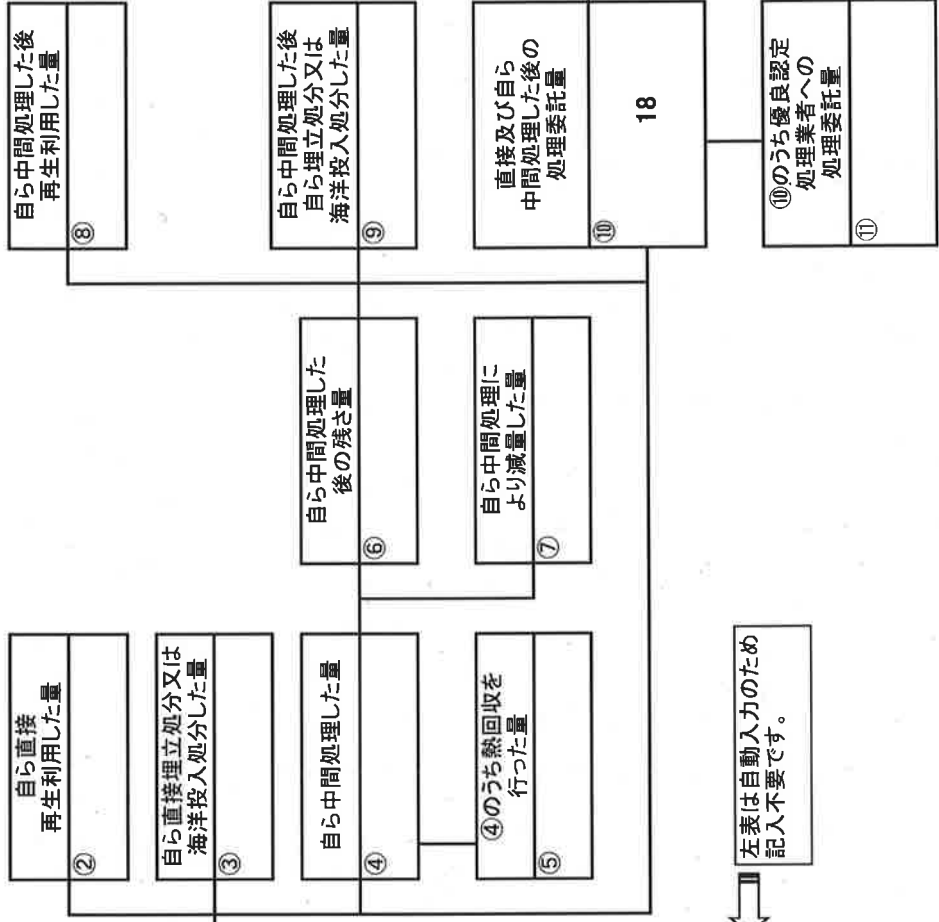 自ら直接
再生利用した量
②
自ら直接埋立処分又は
海洋投入処分した量
③
自ら中間処理した量
④
④のうち熱回収を
行った量
⑤
自ら中間処理した
後の残さ量
⑥
自ら中間処理に
より減量した量
⑦
自ら中間処理した後
再生利用した量
⑧
自ら中間処理した後
自ら埋立処分又は
海洋投入処分した量
⑨
直接及び自ら
中間処理した後の
処理委託量
⑩
18
⑩のうち優良認定
処理業者への
処理委託量
⑪
左表は自動入力のため
記入不要です。